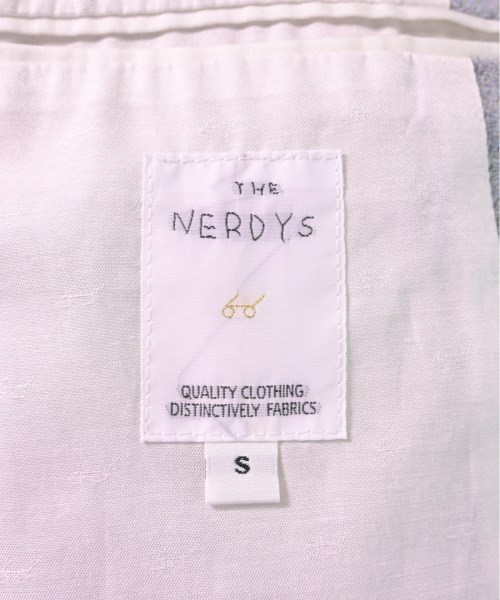 THE
NERDYS
QUALITY CLOTHING
DISTINCTIVELY FABRICS
S